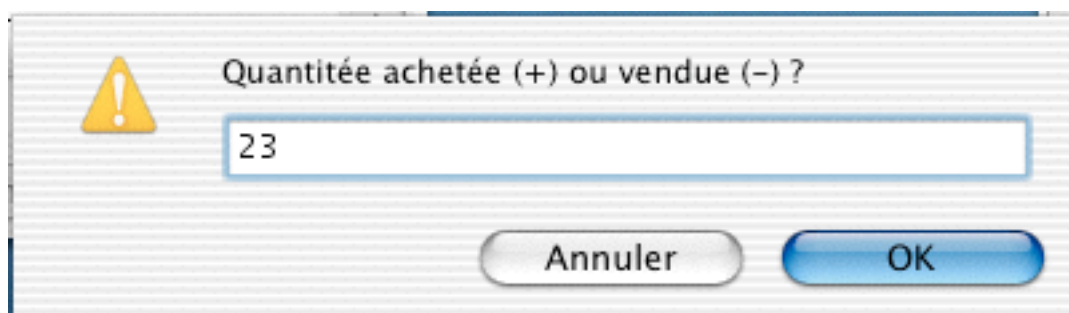 Quantitée achetée (+) ou vendue (–) ?
23
Annuler OK